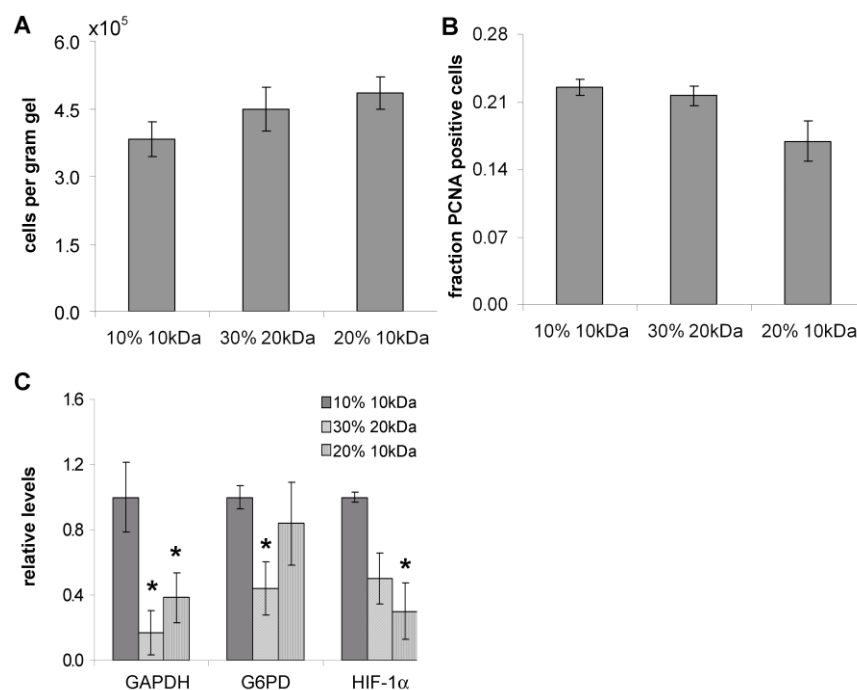 A
x10⁵
6.0
4.5
3.0
1.5
0.0
cells per gram gel
10% 10kDa
30% 20kDa
20% 10kDa
B
0.28
0.21
0.14
0.07
0.00
fraction PCNA positive cells
10% 10kDa
30% 20kDa
20% 10kDa
C
1.6
1.2
0.8
0.4
0.0
relative levels
10% 10kDa
30% 20kDa
20% 10kDa
*
*
*
*
GAPDH
G6PD
HIF-1α